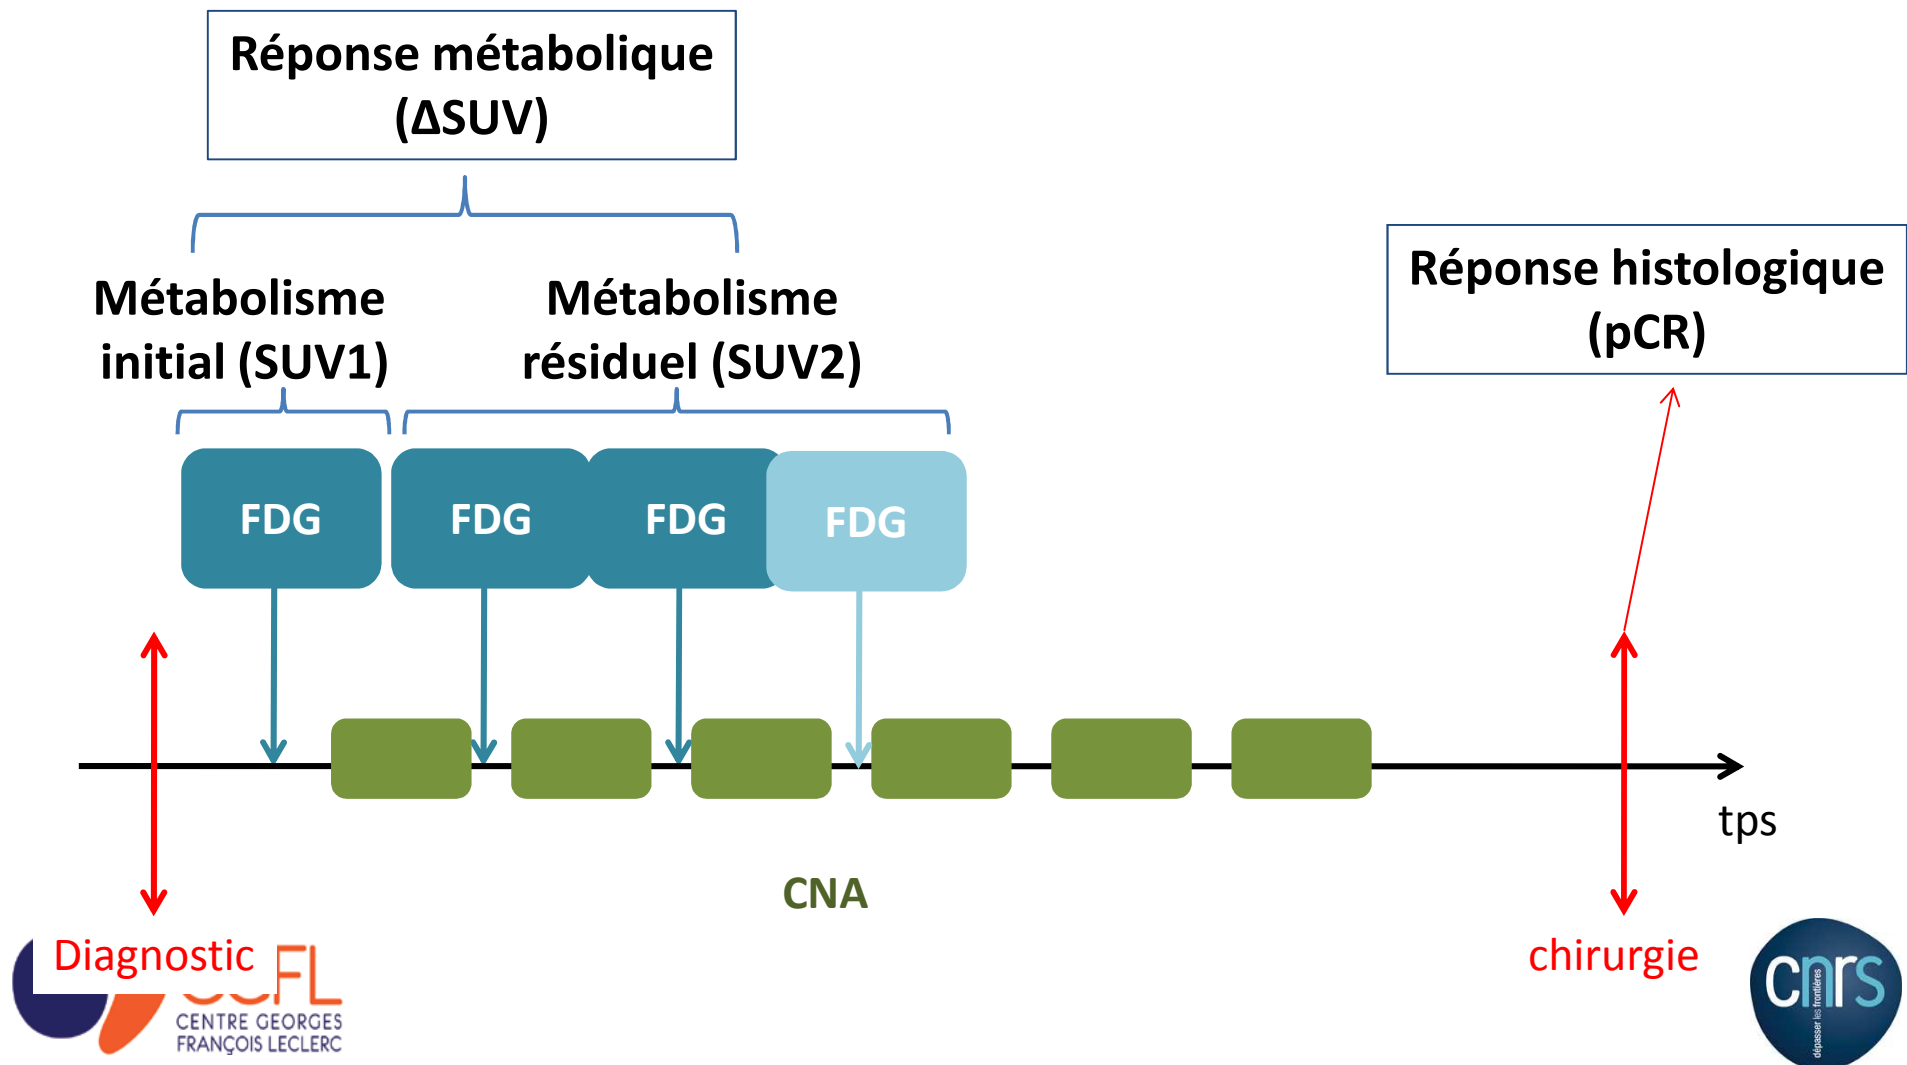 Réponse métabolique
(ΔSUV)
Métabolisme
initial (SUV1)
Métabolisme
résiduel (SUV2)
Réponse histologique
(pCR)
FDG
FDG
FDG
FDG
tps
CNA
Diagnostic
chirurgie
FL
CENTRE GEORGES
FRANÇOIS LECLERC
cnrs
dépasser les frontières